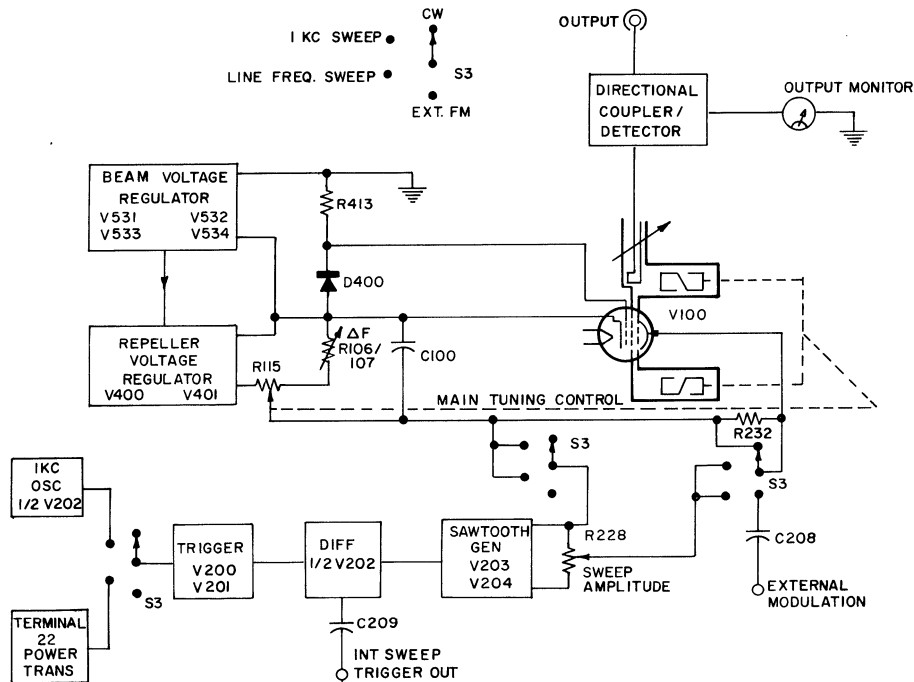 CW
1 KC SWEEP
LINE FREQ. SWEEP
S3
EXT. FM
OUTPUT
DIRECTIONAL
COUPLER/
DETECTOR
OUTPUT MONITOR
BEAM VOLTAGE
REGULATOR
V531 V532
V533 V534
R413
D400
V100
REPELLER
VOLTAGE
REGULATOR
V400 V401
R115
ΔF
R106/
107
C100
MAIN TUNING CONTROL
R232
S3
S3
1KC
OSC
1/2 V202
S3
TRIGGER
V200
V201
DIFF
1/2 V202
SAWTOOTH
GEN
V203
V204
R228
SWEEP
AMPLITUDE
C208
EXTERNAL
MODULATION
TERMINAL
22
POWER
TRANS
C209
INT SWEEP
TRIGGER OUT